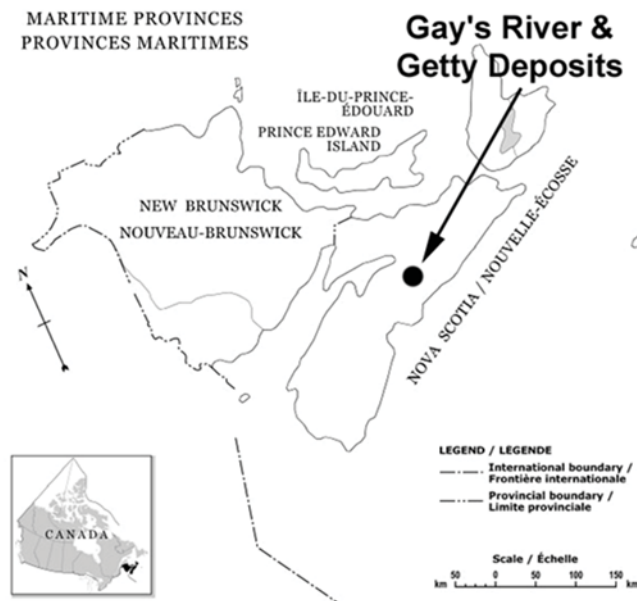 MARITIME PROVINCES
PROVINCES MARITIMES
Gay's River &
Getty Deposits
ÎLE-DU-PRINCE-
ÉDOUARD
PRINCE EDWARD
ISLAND
NEW BRUNSWICK
NOUVEAU-BRUNSWICK
NOVA SCOTIA / NOUVELLE-ÉCOSSE
N
CANADA
LEGEND / LÉGENDE
International boundary /
Frontière internationale
Provincial boundary /
Limite provinciale
Scale / Échelle
km 50 0 50 100 150 km